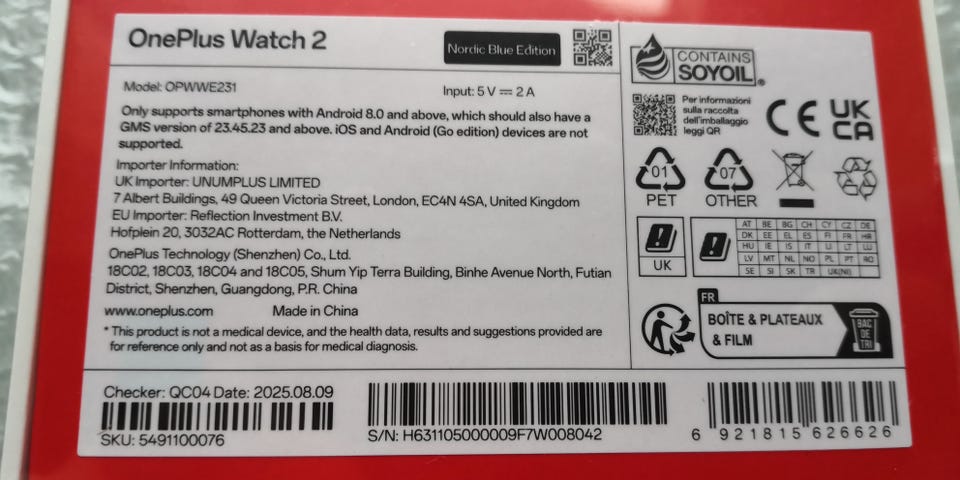 OnePlus Watch 2
Nordic Blue Edition
Model: OPWWE231
Input: 5 V ⎓ 2 A
Only supports smartphones with Android 8.0 and above, which should also have a
GMS version of 23.45.23 and above. iOS and Android (Go edition) devices are not
supported.
Importer Information:
UK Importer: UNUMPLUS LIMITED
7 Albert Buildings, 49 Queen Victoria Street, London, EC4N 4SA, United Kingdom
EU Importer: Reflection Investment B.V.
Hofplein 20, 3032AC Rotterdam, the Netherlands
OnePlus Technology (Shenzhen) Co., Ltd.
18C02, 18C03, 18C04 and 18C05, Shum Yip Terra Building, Binhe Avenue North, Futian
District, Shenzhen, Guangdong, P.R. China
www.oneplus.com
Made in China
* This product is not a medical device, and the health data, results and suggestions provided are
for reference only and not as a basis for medical diagnosis.
CONTAINS
SOYOIL®
Per informazioni
sulla raccolta
dell'imballaggio
leggi QR
CE
UK
CA
01
PET
07
OTHER
UK
AT BE BG CH CY CZ DE
DK EE EL ES FI FR HR
HU IE IS IT LI LT LU
LV MT NL NO PL PT RO
SE SI SK TR UK(NI)
FR
BOÎTE & PLATEAUX
& FILM
BAC
DE
TRI
Checker: QC04 Date: 2025.08.09
SKU: 5491100076
S/N: H631105000009F7W008042
6 921815 626626